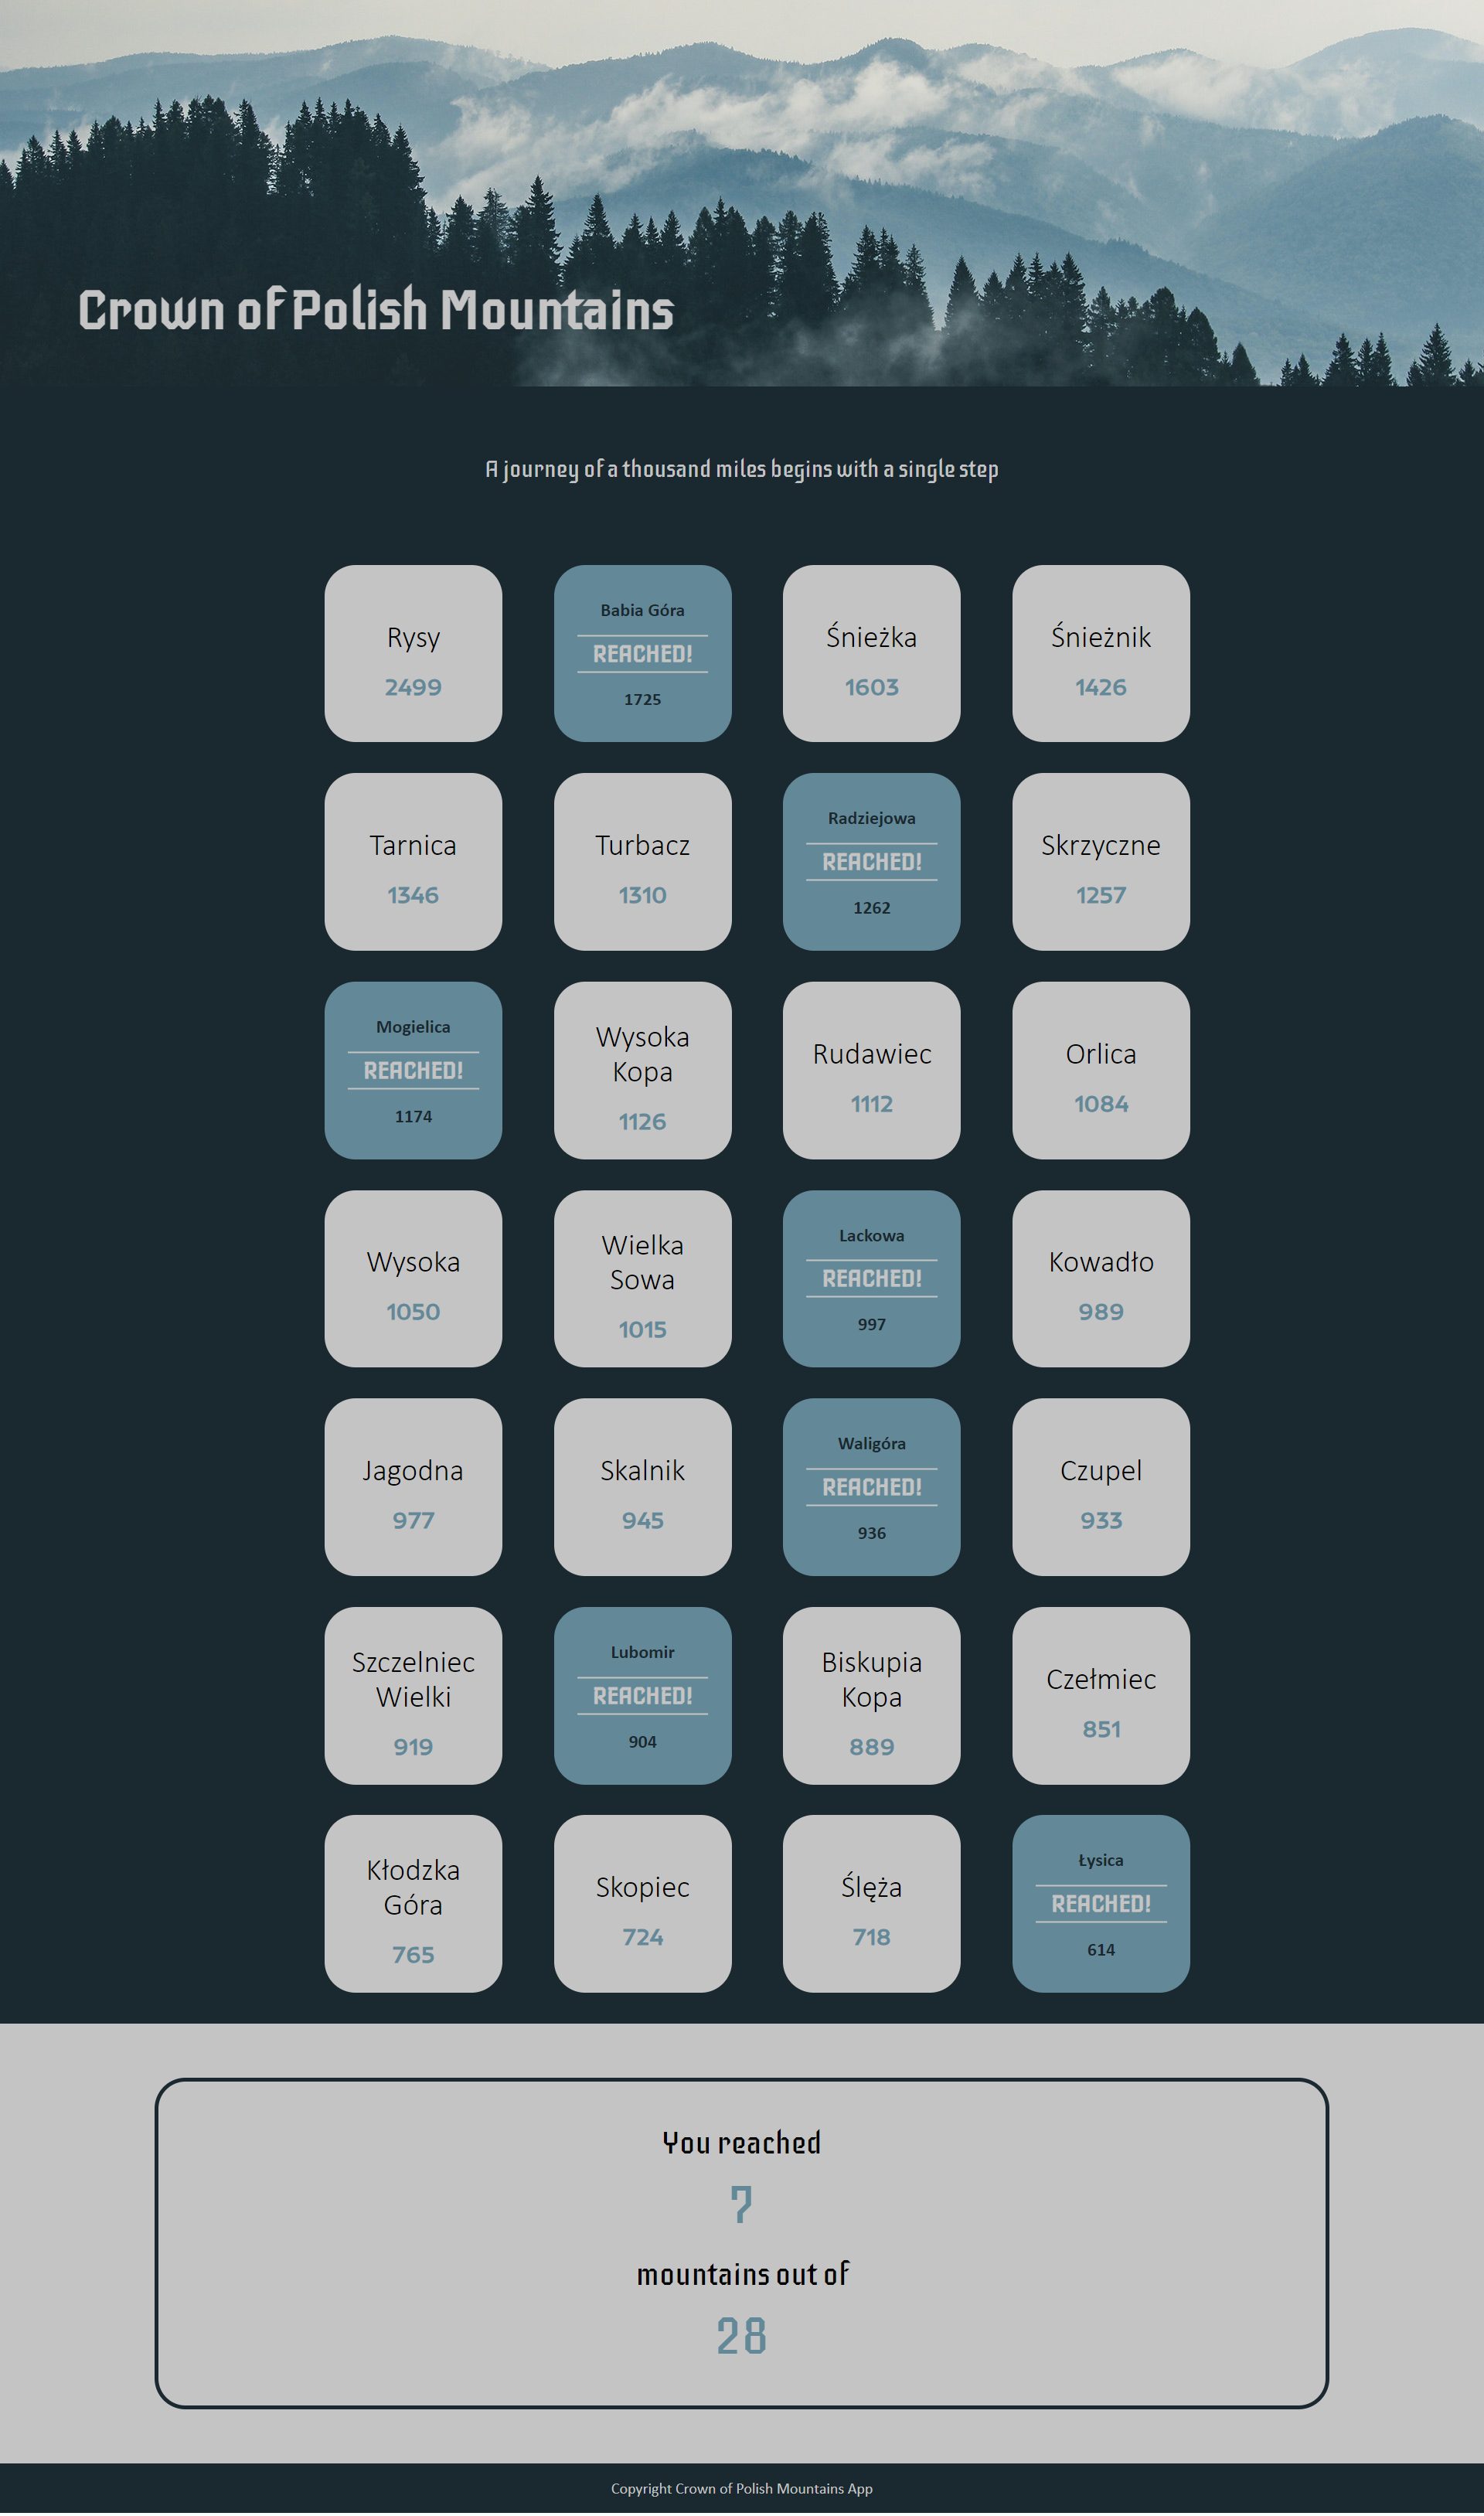 Crown of Polish Mountains
A journey of a thousand miles begins with a single step
Rysy
2499
Babia Góra
REACHED!
1725
Śnieżka
1603
Śnieżnik
1426
Tarnica
1346
Turbacz
1310
Radziejowa
REACHED!
1262
Skrzyczne
1257
Mogielica
REACHED!
1174
Wysoka
Kopa
1126
Rudawiec
1112
Orlica
1084
Wysoka
1050
Wielka
Sowa
1015
Lackowa
REACHED!
997
Kowadło
989
Jagodna
977
Skalnik
945
Waligóra
REACHED!
936
Czupel
933
Szczelniec
Wielki
919
Lubomir
REACHED!
904
Biskupia
Kopa
889
Czełmiec
851
Kłodzka
Góra
765
Skopiec
724
Ślęża
718
Łysica
REACHED!
614
You reached
7
mountains out of
28
Copyright Crown of Polish Mountains App